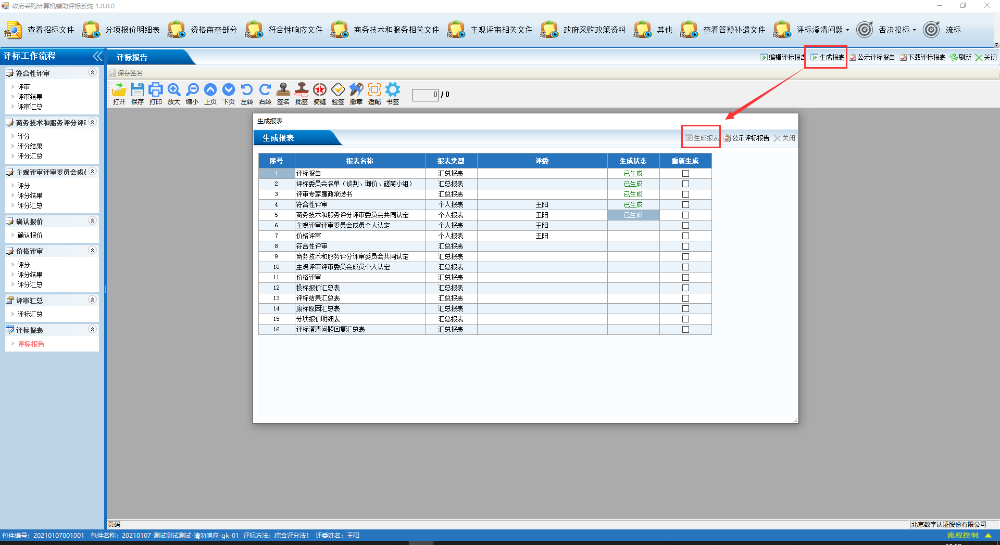 政府采购计算机辅助评标系统 1.0.0.0
查看招标文件 分项报价明细表 资格审查部分 符合性响应文件 商务技术和服务相关文件 主观评审相关文件 政府采购政策资料 其他 查看答疑补遗文件 评标澄清问题 否决投标 流标
评标工作流程
符合性评审
评审
评审结果
评审汇总
商务技术和服务评分评审
评分
评分结果
评分汇总
主观评审评审委员会成员
评分
评分结果
评分汇总
确认报价
确认报价
价格评审
评分
评分结果
评分汇总
评审汇总
评标汇总
评标报表
评标报告
评标报告
编辑评标报告 生成报表 公示评标报告 下载评标报表 刷新 关闭
保存签名
打开 保存 打印 放大 缩小 上页 下页 左转 右转 签名 批签 骑缝 验签 撤章 适配 书签
0 / 0
生成报表
生成报表
生成报表 公示评标报告 关闭
序号 报表名称 报表类型 评委 生成状态 重新生成
1 评标报告 汇总报表 已生成
2 评标委员会名单（谈判、询价、磋商小组） 汇总报表 已生成
3 评审专家廉政承诺书 汇总报表 已生成
4 符合性评审 个人报表 王阳 已生成
5 商务技术和服务评分评审委员会共同认定 个人报表 王阳 已生成
6 主观评审评审委员会成员个人认定 个人报表 王阳
7 价格评审 个人报表 王阳
8 符合性评审 汇总报表
9 商务技术和服务评分评审委员会共同认定 汇总报表
10 主观评审评审委员会成员个人认定 汇总报表
11 价格评审 汇总报表
12 投标报价汇总表 汇总报表
13 评标结果汇总表 汇总报表
14 废标原因汇总表 汇总报表
15 分项报价明细表 汇总报表
16 评标澄清问题回复汇总表 汇总报表
页码
北京数字认证股份有限公司
包件编号：20210107001001 包件名称：20210107-测试测试测试-请勿响应-gk-01 评标方法：综合评分法1 评委姓名：王阳
流程控制